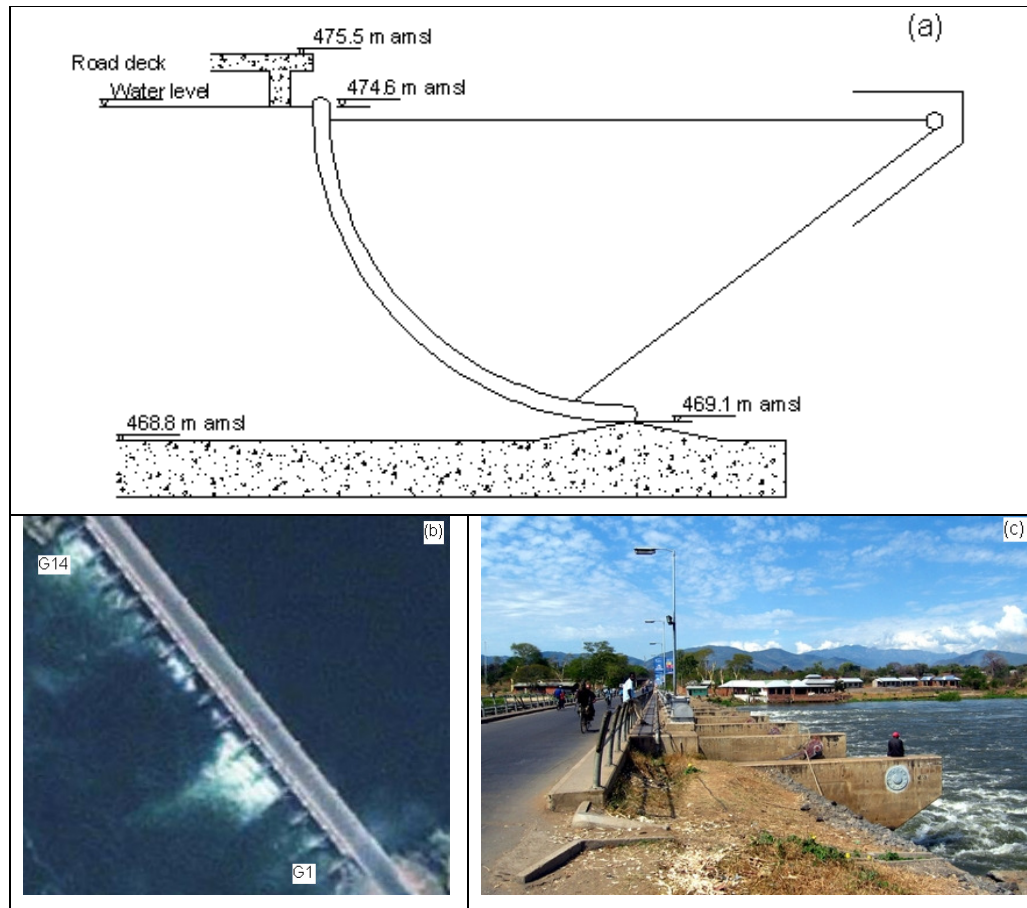 (a)
475.5 m amsl
Road deck
Water level
474.6 m amsl
469.1 m amsl
468.8 m amsl
(b)
G14
G1
(c)